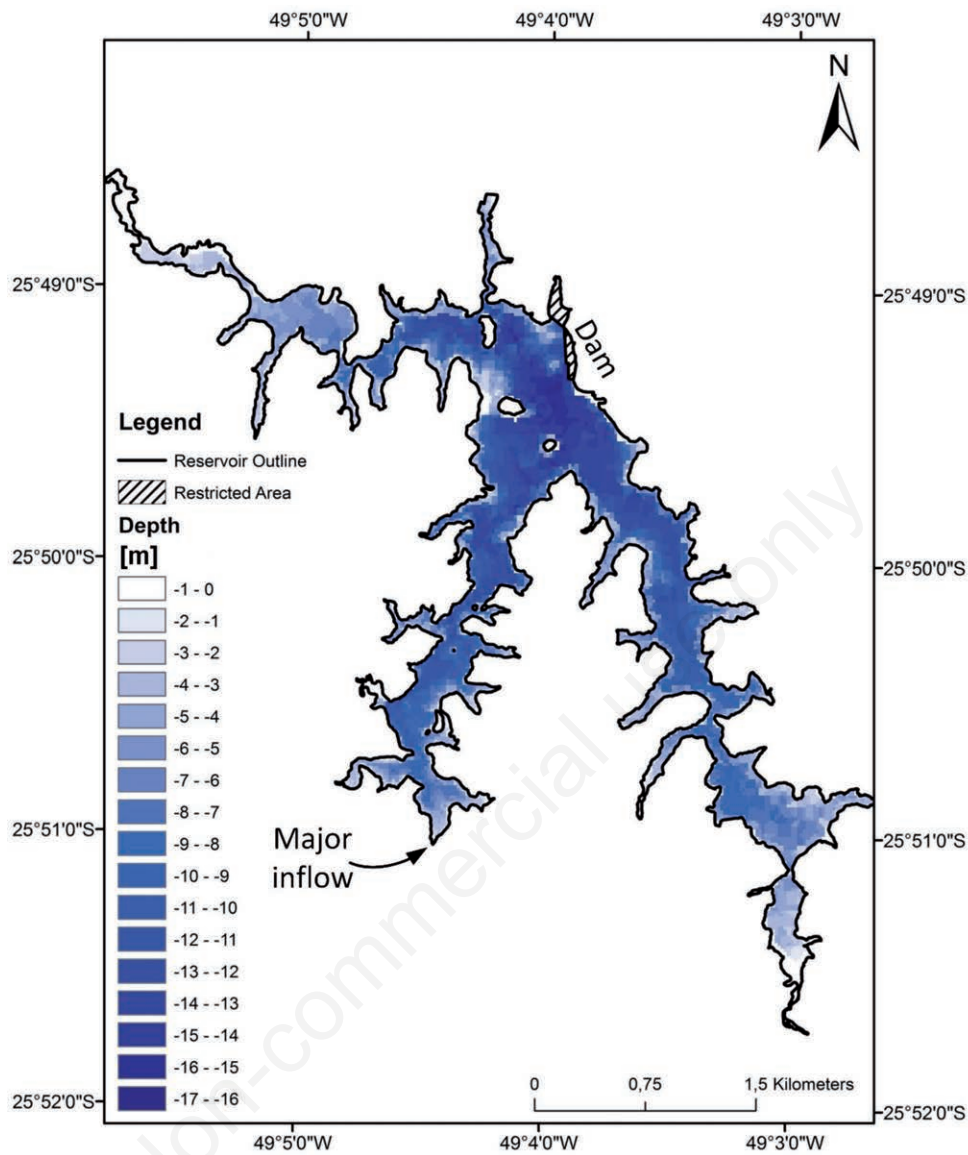 49°5'0"W 49°4'0"W 49°3'0"W
N
25°49'0"S 25°49'0"S
Dam
Legend
Reservoir Outline
Restricted Area
Depth
[m]
25°50'0"S 25°50'0"S
-1 - 0
-2 - -1
-3 - -2
-4 - -3
-5 - -4
-6 - -5
-7 - -6
-8 - -7
-9 - -8
-10 - -9
-11 - -10
-12 - -11
-13 - -12
-14 - -13
-15 - -14
-16 - -15
-17 - -16
25°51'0"S 25°51'0"S
Major
inflow
0 0,75 1,5 Kilometers
25°52'0"S 25°52'0"S
49°5'0"W 49°4'0"W 49°3'0"W
non-commercial use only